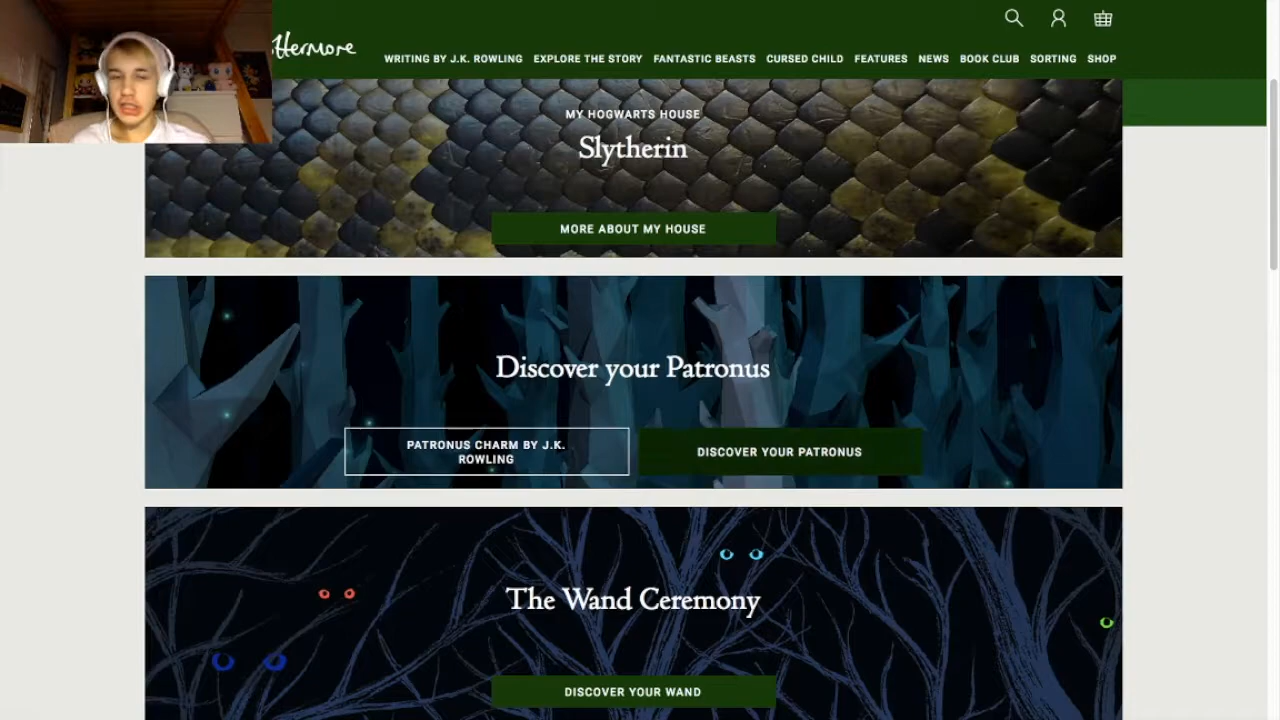 WRITING BY J.K. ROWLING EXPLORE THE STORY FANTASTIC BEASTS CURSED CHILD FEATURES NEWS BOOK CLUB SORTING SHOP
MY HOGWARTS HOUSE
Slytherin
MORE ABOUT MY HOUSE
Discover your Patronus
PATRONUS CHARM BY J.K.
ROWLING
DISCOVER YOUR PATRONUS
The Wand Ceremony
DISCOVER YOUR WAND